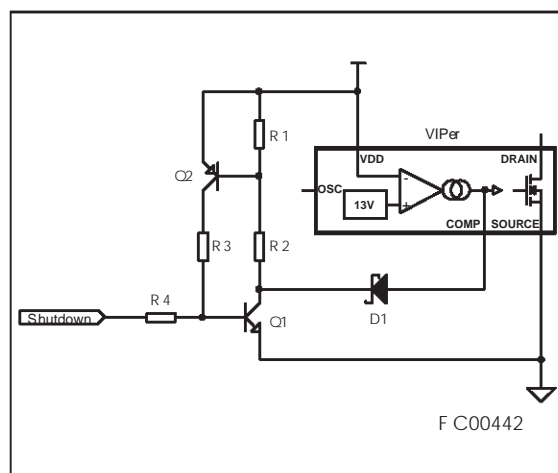 R1
VIPer
VDD
DRAIN
Q2
OSC
-
13V
+
COMP SOURCE
R3
R2
R4
Shutdown
Q1
D1
FC00442